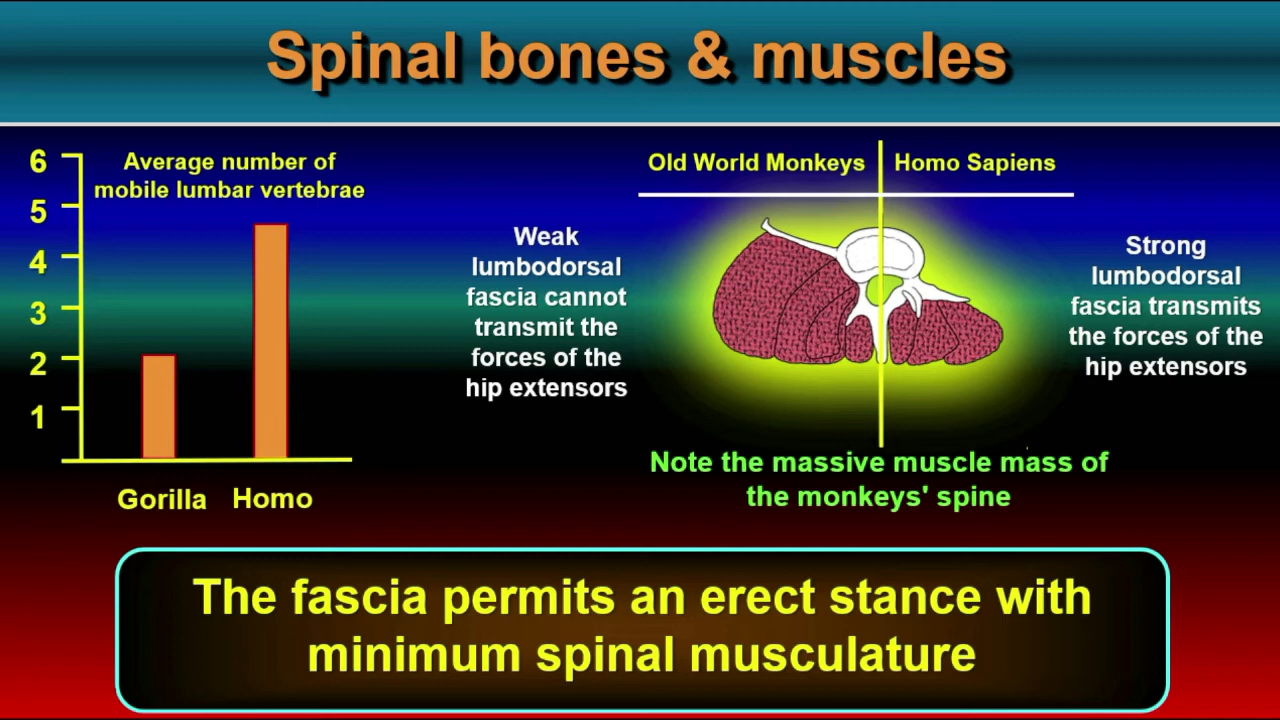 Spinal bones & muscles
6
5
4
3
2
1
Average number of
mobile lumbar vertebrae
Gorilla Homo
Weak
lumbodorsal
fascia cannot
transmit the
forces of the
hip extensors
Old World Monkeys Homo Sapiens
Strong
lumbodorsal
fascia transmits
the forces of the
hip extensors
Note the massive muscle mass of
the monkeys' spine
The fascia permits an erect stance with
minimum spinal musculature